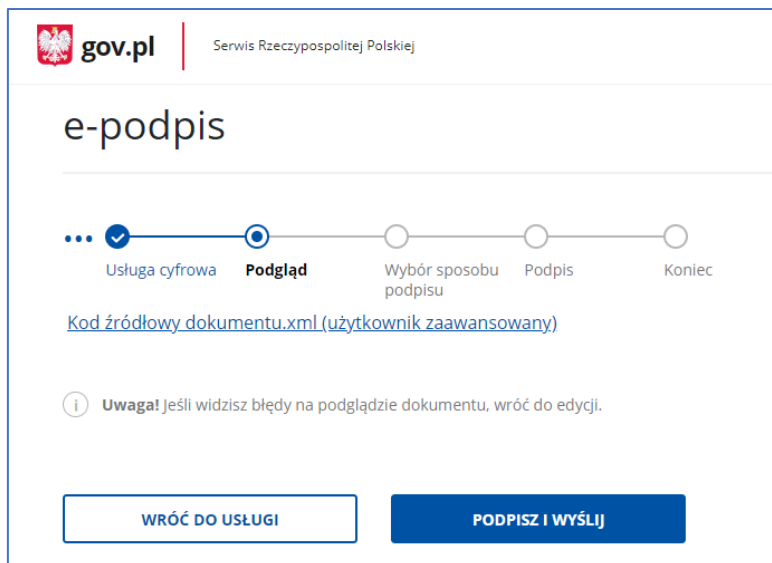 gov.pl
Serwis Rzeczypospolitej Polskiej
e-podpis
Usługa cyfrowa
Podgląd
Wybór sposobu
podpisu
Podpis
Koniec
Kod źródłowy dokumentu.xml (użytkownik zaawansowany)
Uwaga! Jeśli widzisz błędy na podglądzie dokumentu, wróć do edycji.
WRÓĆ DO USŁUGI
PODPISZ I WYŚLIJ